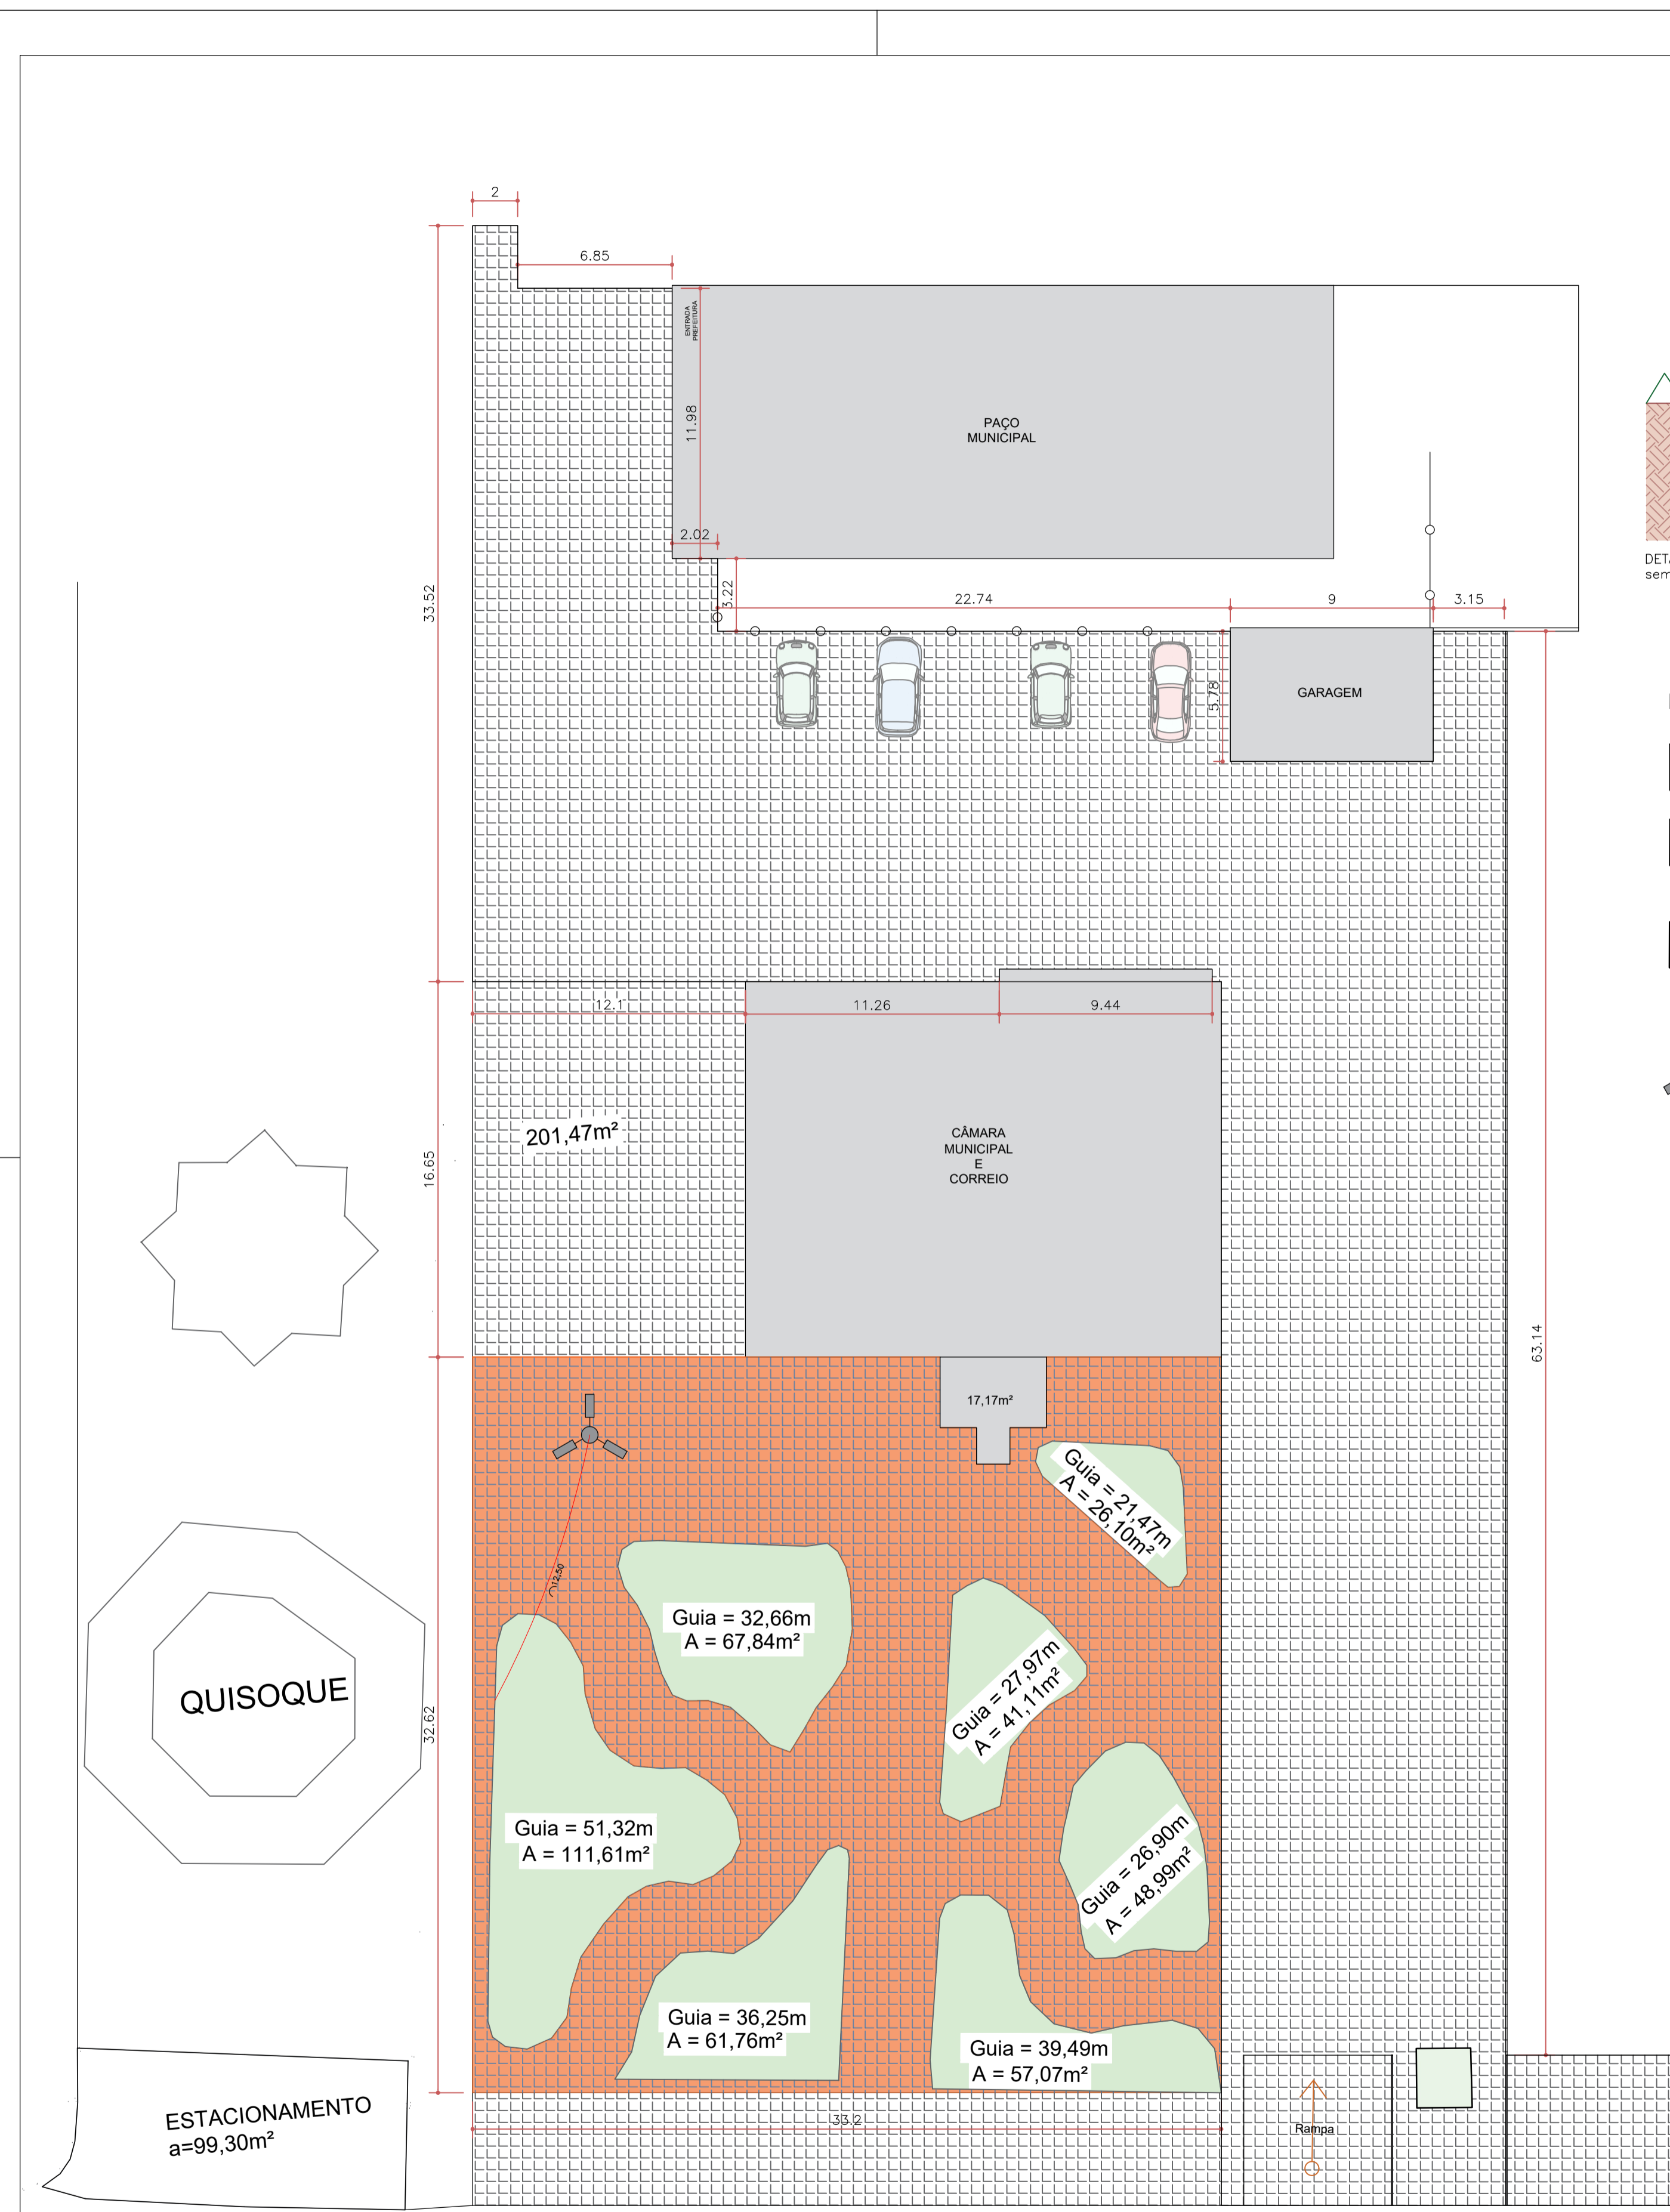 2
6.85
ENTRADA
PREFEITURA
PAÇO
MUNICIPAL
11.98
2.02
3.22
22.74
9
3.15
33.52
5.78
GARAGEM
DETA
sem
12.1
11.26
9.44
201,47m²
CÂMARA
MUNICIPAL
E
CORREIO
16.65
63.14
17,17m²
Guia = 21,47m
A = 26,10m²
12,50
Guia = 32,66m
A = 67,84m²
Guia = 27,97m
A = 41,11m²
QUISOQUE
32.62
Guia = 51,32m
A = 111,61m²
Guia = 26,90m
A = 48,99m²
Guia = 36,25m
A = 61,76m²
Guia = 39,49m
A = 57,07m²
ESTACIONAMENTO
a=99,30m²
33.2
Rampa